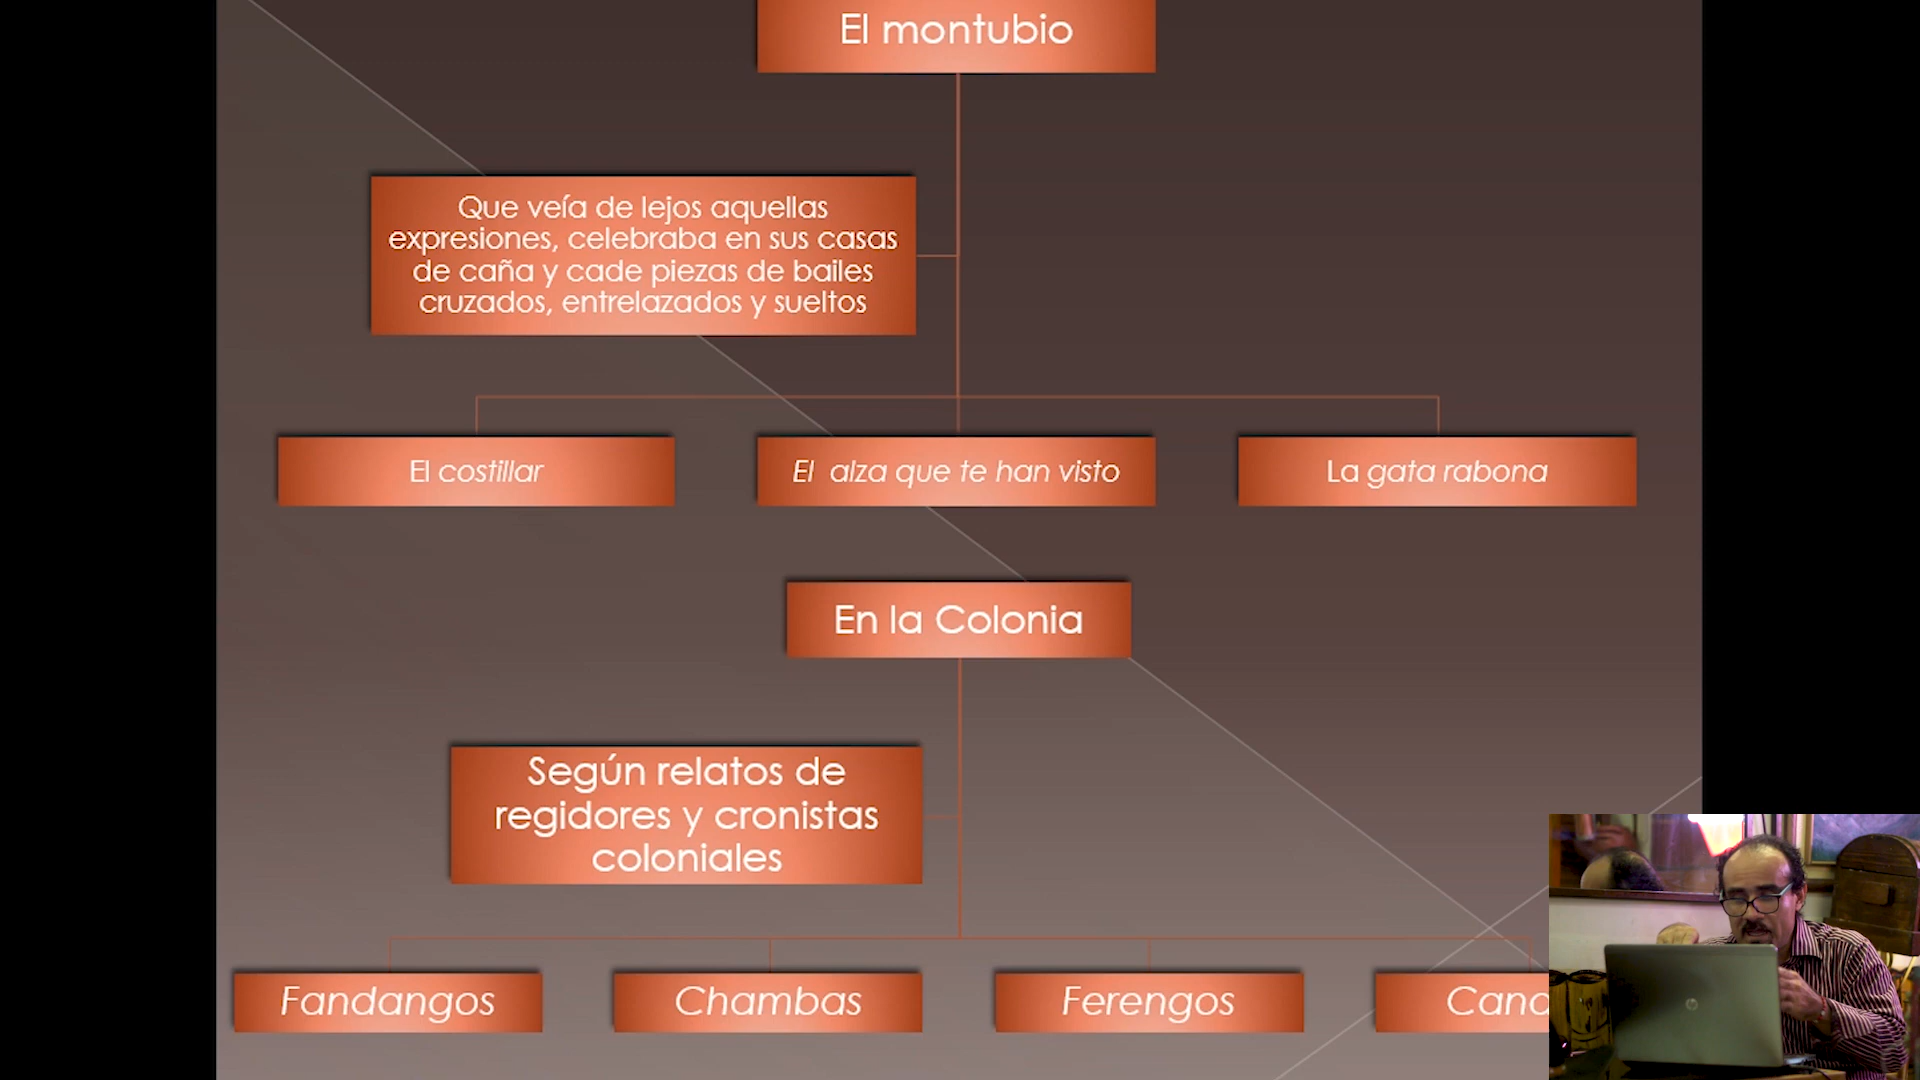 El montubio
Que veía de lejos aquellas
expresiones, celebraba en sus casas
de caña y cade piezas de bailes
cruzados, entrelazados y sueltos
El costillar
El alza que te han visto
La gata rabona
En la Colonia
Según relatos de
regidores y cronistas
coloniales
Fandangos
Chambas
Ferengos